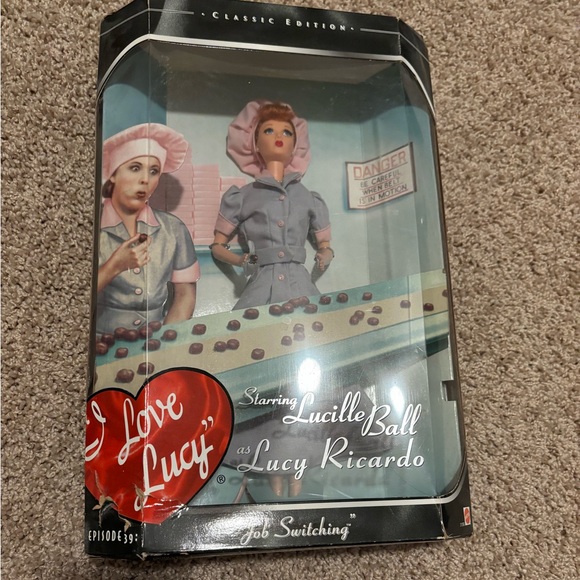 · CLASSIC EDITION ·
DANGER
BE CAREFUL
WHEN BELT
IS IN MOTION
I Love Lucy"
®
Starring Lucille Ball
as Lucy Ricardo
EPISODE 39:
"Job Switching"